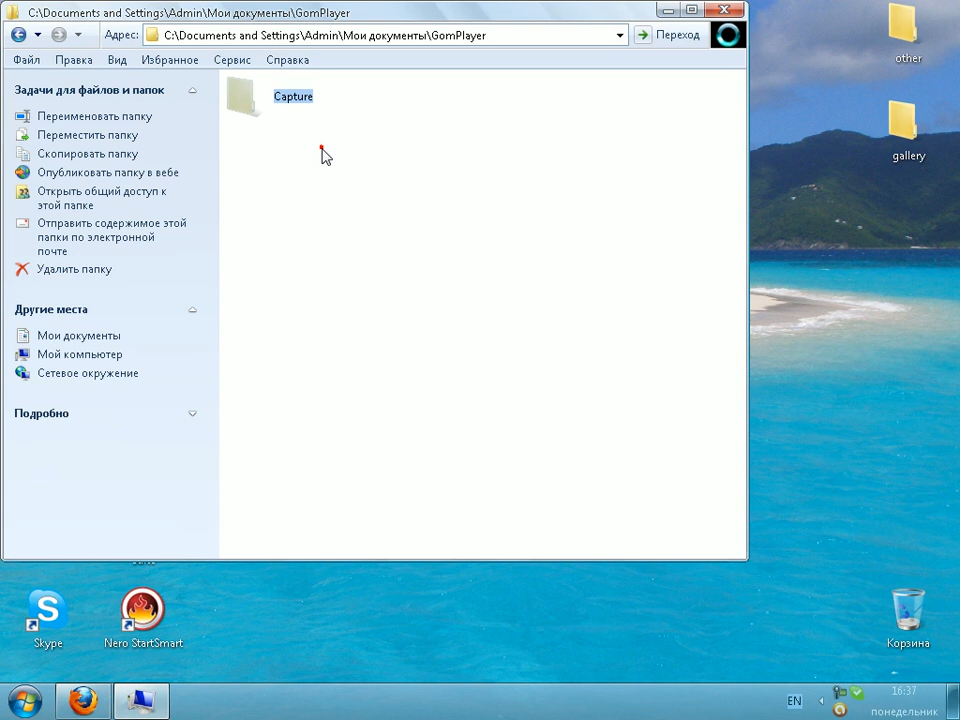 C:\Documents and Settings\Admin\Мои документы\GomPlayer
Адрес: C:\Documents and Settings\Admin\Мои документы\GomPlayer Переход
Файл Правка Вид Избранное Сервис Справка
Задачи для файлов и папок
Переименовать папку
Переместить папку
Скопировать папку
Опубликовать папку в вебе
Открыть общий доступ к
этой папке
Отправить содержимое этой
папки по электронной
почте
Удалить папку
Другие места
Мои документы
Мой компьютер
Сетевое окружение
Подробно
Capture
other
gallery
Skype
Nero StartSmart
Корзина
EN
16:37
понедельник